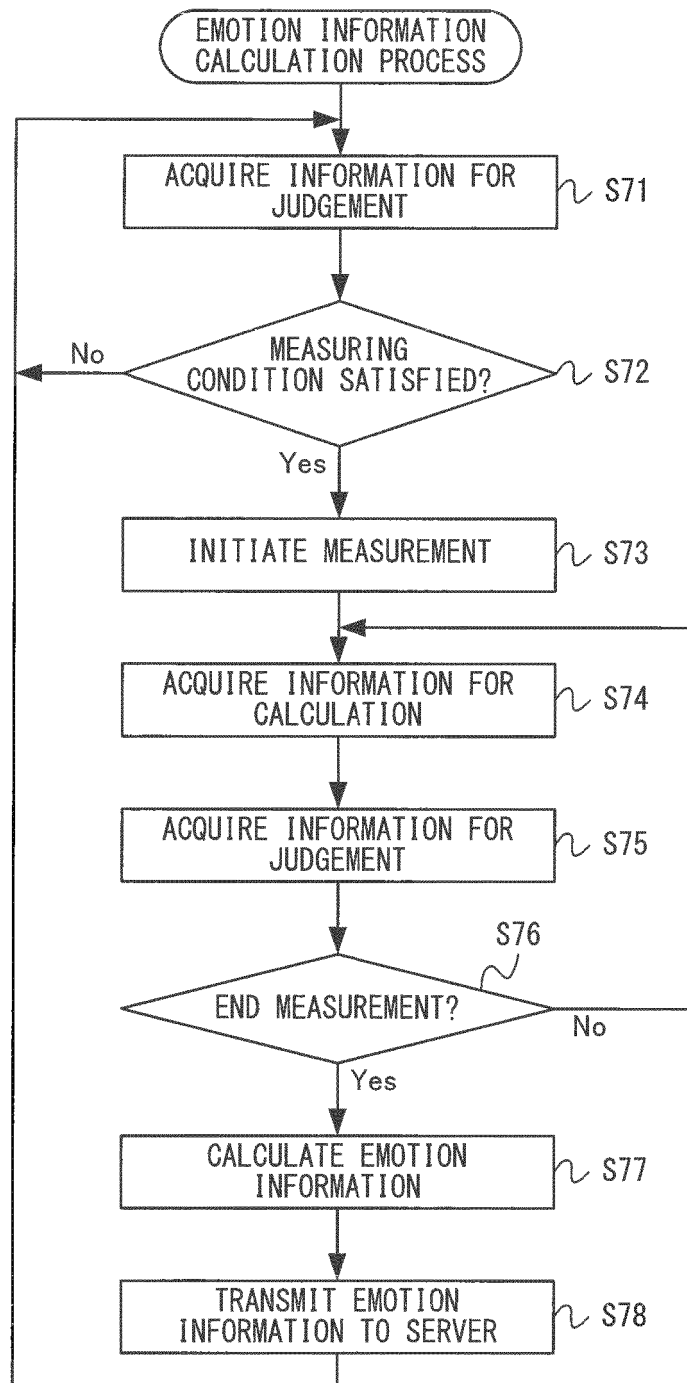 EMOTION INFORMATION
CALCULATION PROCESS
ACQUIRE INFORMATION FOR
JUDGEMENT
S71
No
MEASURING
CONDITION SATISFIED?
S72
Yes
INITIATE MEASUREMENT
S73
ACQUIRE INFORMATION FOR
CALCULATION
S74
ACQUIRE INFORMATION FOR
JUDGEMENT
S75
S76
END MEASUREMENT?
No
Yes
CALCULATE EMOTION
INFORMATION
S77
TRANSMIT EMOTION
INFORMATION TO SERVER
S78